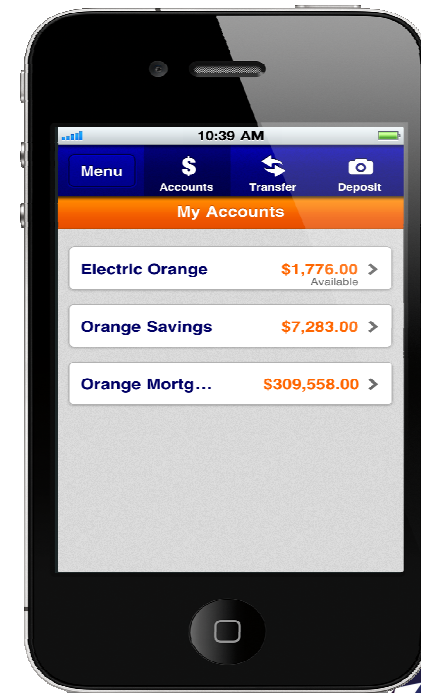 10:39 AM
Menu
$
Accounts
Transfer
Deposit
My Accounts
Electric Orange $1,776.00
Available
Orange Savings $7,283.00
Orange Mortg... $309,558.00